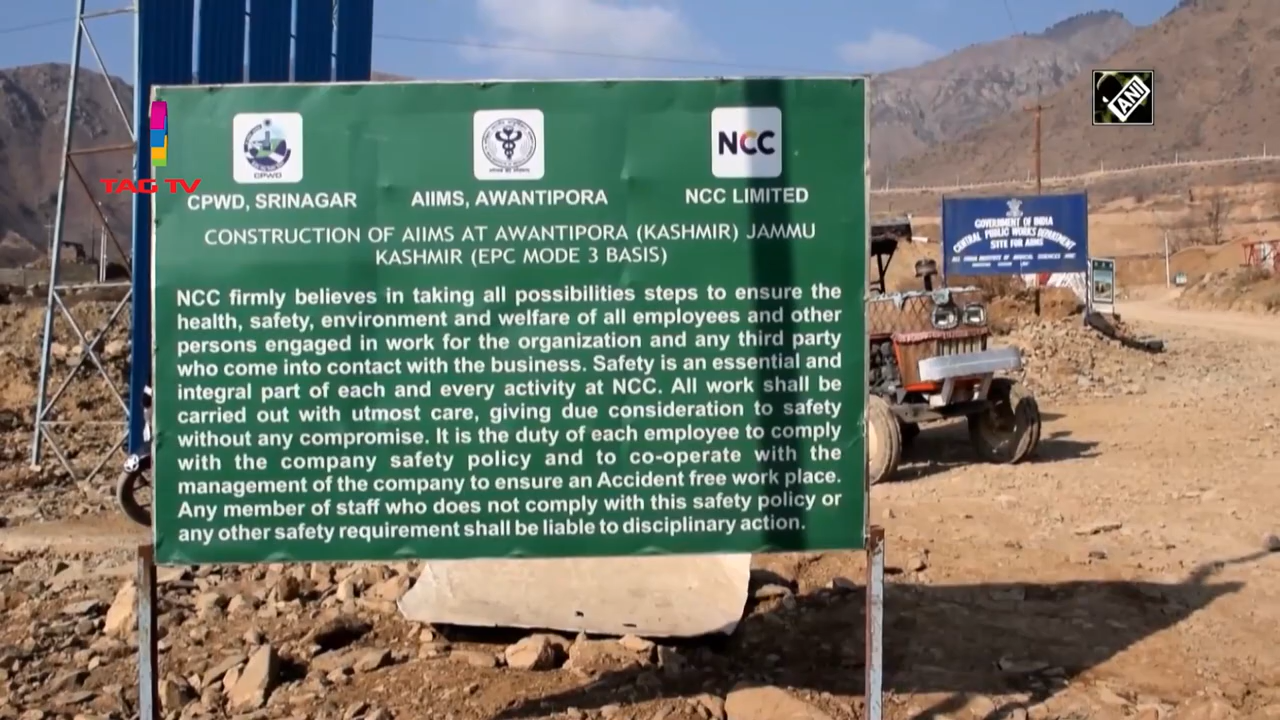 ANI
TAG TV
CPWD
NCC
CPWD, SRINAGAR
AIIMS, AWANTIPORA
NCC LIMITED
CONSTRUCTION OF AIIMS AT AWANTIPORA (KASHMIR) JAMMU
KASHMIR (EPC MODE 3 BASIS)
NCC firmly believes in taking all possibilities steps to ensure the
health, safety, environment and welfare of all employees and other
persons engaged in work for the organization and any third party
who come into contact with the business. Safety is an essential and
integral part of each and every activity at NCC. All work shall be
carried out with utmost care, giving due consideration to safety
without any compromise. It is the duty of each employee to comply
with the company safety policy and to co-operate with the
management of the company to ensure an Accident free work place.
Any member of staff who does not comply with this safety policy or
any other safety requirement shall be liable to disciplinary action.
GOVERNMENT OF INDIA
CENTRAL PUBLIC WORKS DEPARTMENT
SITE FOR AIIMS